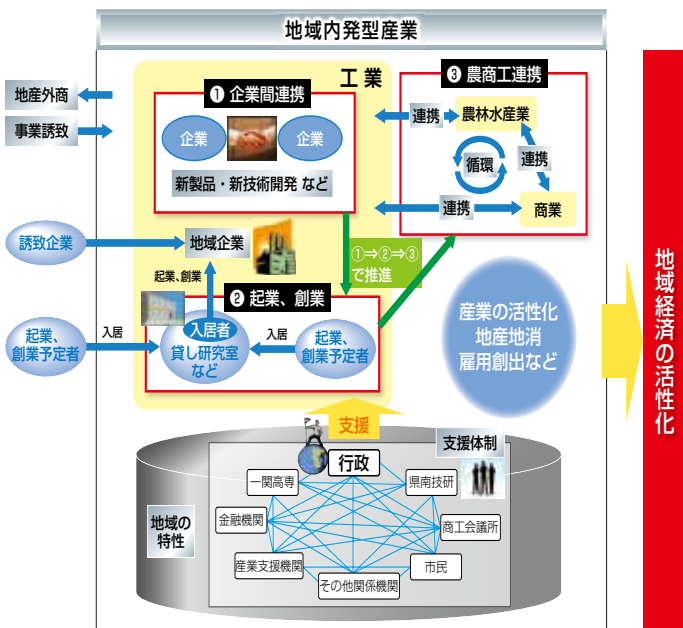 地域内発型産業
地産外商
事業誘致
工業
❶ 企業間連携
企業
企業
新製品・新技術開発 など
❸ 農商工連携
連携
農林水産業
循環
連携
連携
商業
誘致企業
地域企業
①⇒②⇒③
で推進
起業、創業
❷ 起業、創業
起業、
創業予定者
入居
入居者
貸し研究室
など
入居
起業、
創業予定者
産業の活性化
地産地消
雇用創出など
地域経済の活性化
支援
支援体制
行政
一関高専
県南技研
金融機関
商工会議所
産業支援機関
市民
その他関係機関
地域の
特性